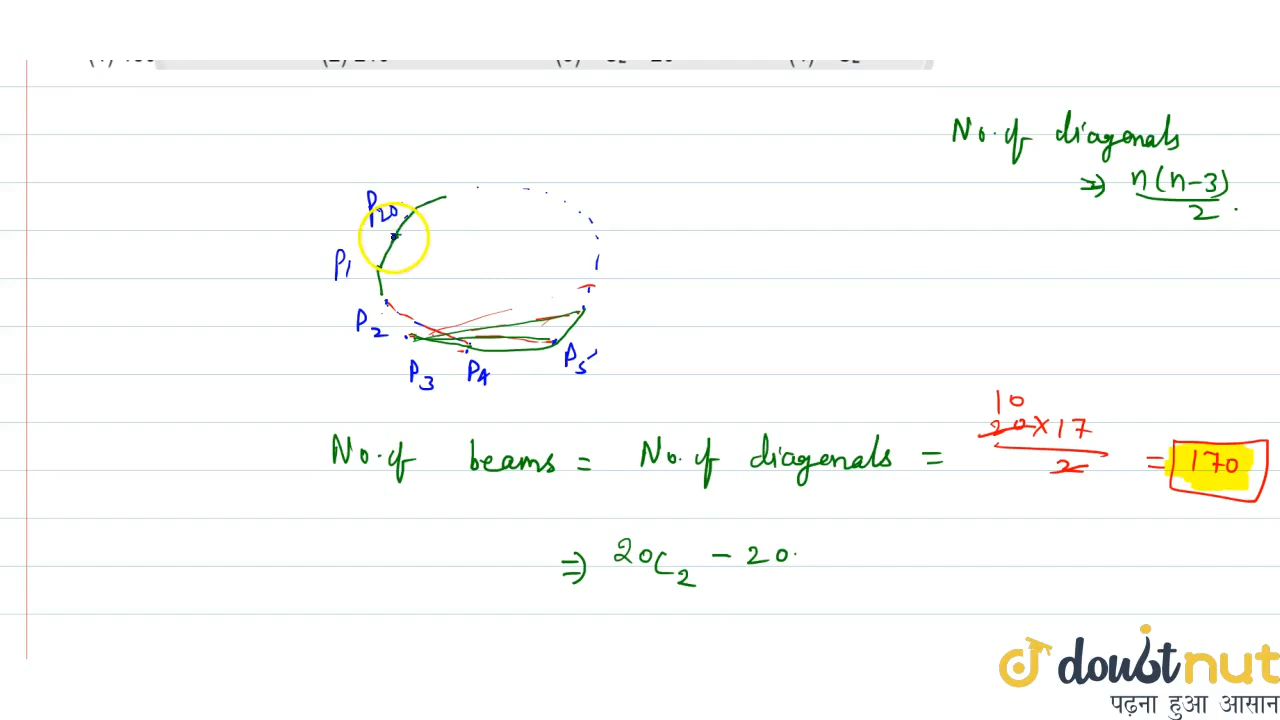 No. of diagonals
⇒ n(n-3)/2.
P20
P1
P2
P3
P4
P5
No. of beams = No. of diagonals = 20×17/2 = 170
10
⇒ 20C2 - 20.
doubtnut
पढ़ना हुआ आसान